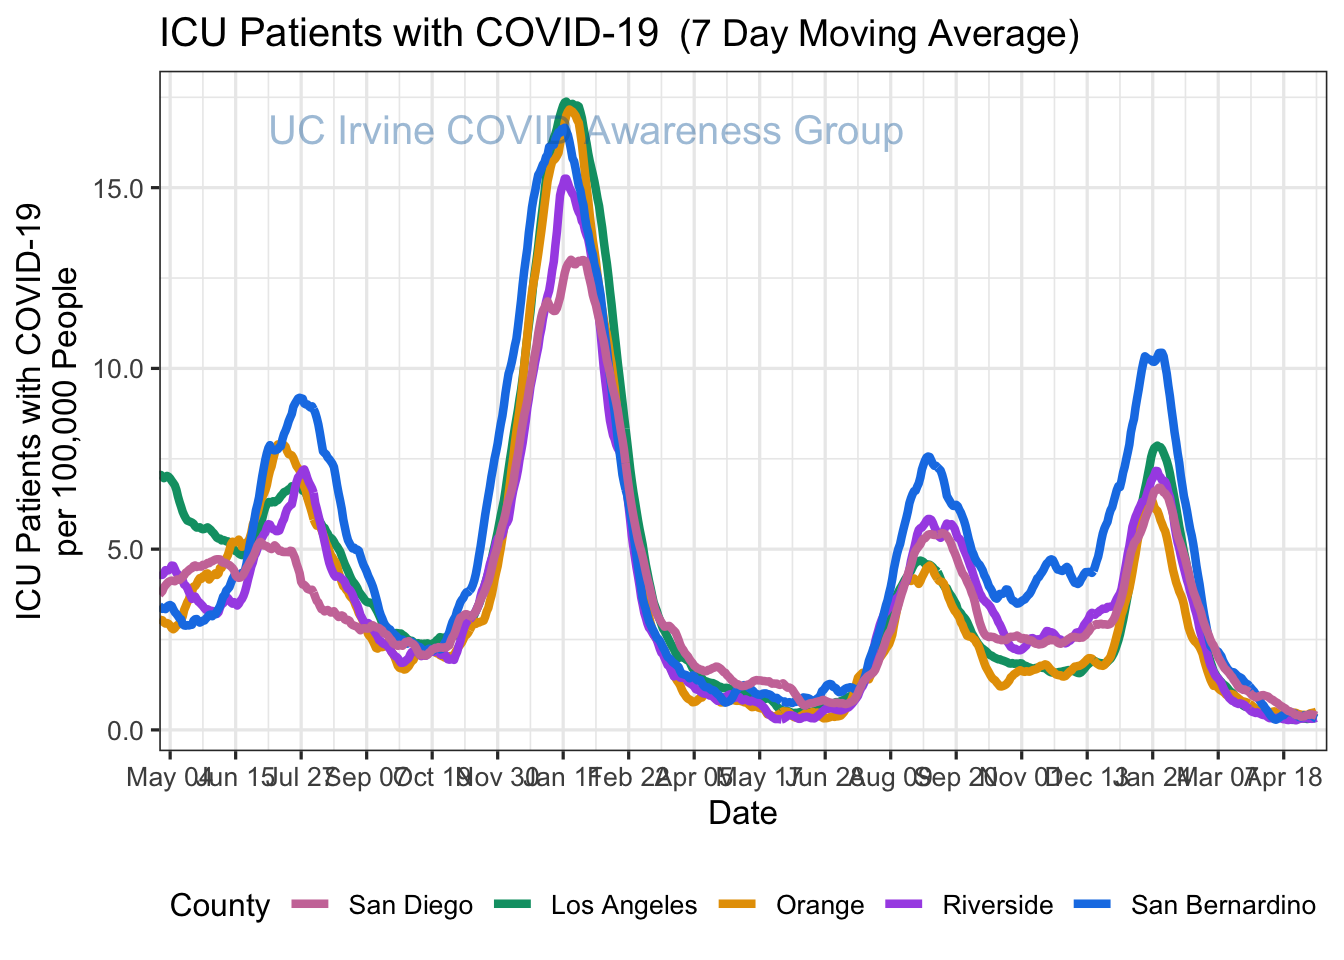 ICU Patients with COVID-19 (7 Day Moving Average)
UC Irvine COVID Awareness Group
ICU Patients with COVID-19
per 100,000 People
15.0
10.0
5.0
0.0
May 04 Jun 15 Jul 27 Sep 07 Oct 19 Nov 30 Jan 11 Feb 22 Apr 05 May 17 Jun 28 Aug 09 Sep 20 Nov 01 Dec 13 Jan 24 Mar 07 Apr 18
Date
County San Diego Los Angeles Orange Riverside San Bernardino